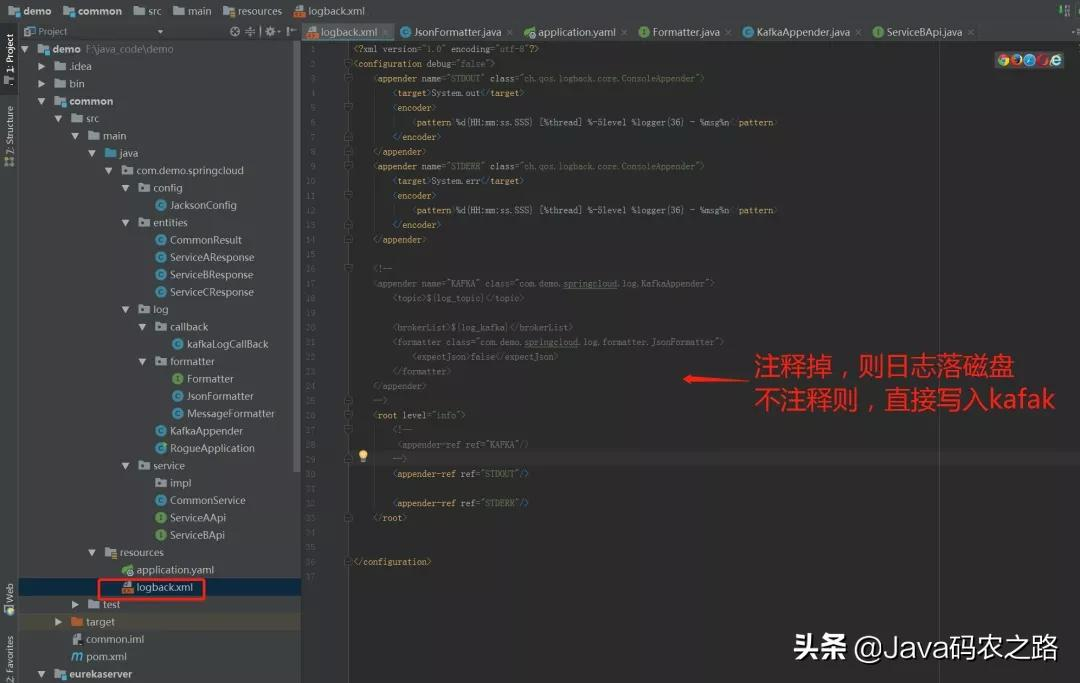 demo common src main resources logback.xml
Project
logback.xml JsonFormatter.java application.yaml Formatter.java KafkaAppender.java ServiceBApi.java
1: Project
7: Structure
Web
2: Favorites
demo F:\java_code\demo
.idea
bin
common
src
main
java
com.demo.springcloud
config
JacksonConfig
entities
CommonResult
ServiceAResponse
ServiceBResponse
ServiceCResponse
log
callback
kafkaLogCallBack
formatter
Formatter
JsonFormatter
MessageFormatter
KafkaAppender
RogueApplication
service
impl
CommonService
ServiceAApi
ServiceBApi
resources
application.yaml
logback.xml
test
target
common.iml
pom.xml
eurekaserver
1 <?xml version="1.0" encoding="utf-8"?>
2 <configuration debug="false">
3 <appender name="STDOUT" class="ch.qos.logback.core.ConsoleAppender">
4 <target>System.out</target>
5 <encoder>
6 <pattern>%d{HH:mm:ss.SSS} [%thread] %-5level %logger{36} - %msg%n</pattern>
7 </encoder>
8 </appender>
9 <appender name="STDERR" class="ch.qos.logback.core.ConsoleAppender">
10 <target>System.err</target>
11 <encoder>
12 <pattern>%d{HH:mm:ss.SSS} [%thread] %-5level %logger{36} - %msg%n</pattern>
13 </encoder>
14 </appender>
15
16 <!--
17 <appender name="KAFKA" class="com.demo.springcloud.log.KafkaAppender">
18 <topic>${log_topic}</topic>
19
20 <brokerList>${log_kafka}</brokerList>
21 <formatter class="com.demo.springcloud.log.formatter.JsonFormatter">
22 <expectJson>false</expectJson>
23 </formatter>
24 </appender>
25 -->
26 <root level="info">
27 <!--
28 <appender-ref ref="KAFKA"/>
29 -->
30 <appender-ref ref="STDOUT"/>
31
32 <appender-ref ref="STDERR"/>
33 </root>
34
35
36 </configuration>
37
注释掉，则日志落磁盘
不注释则，直接写入kafak
头条 @Java码农之路